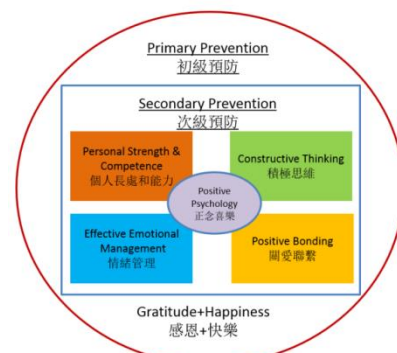 Primary Prevention
初級預防
Secondary Prevention
次級預防
Personal Strength &
Competence
個人長處和能力
Constructive Thinking
積極思維
Positive
Psychology
正念喜樂
Effective Emotional
Management
情緒管理
Positive Bonding
關愛聯繫
Gratitude+Happiness
感恩+快樂